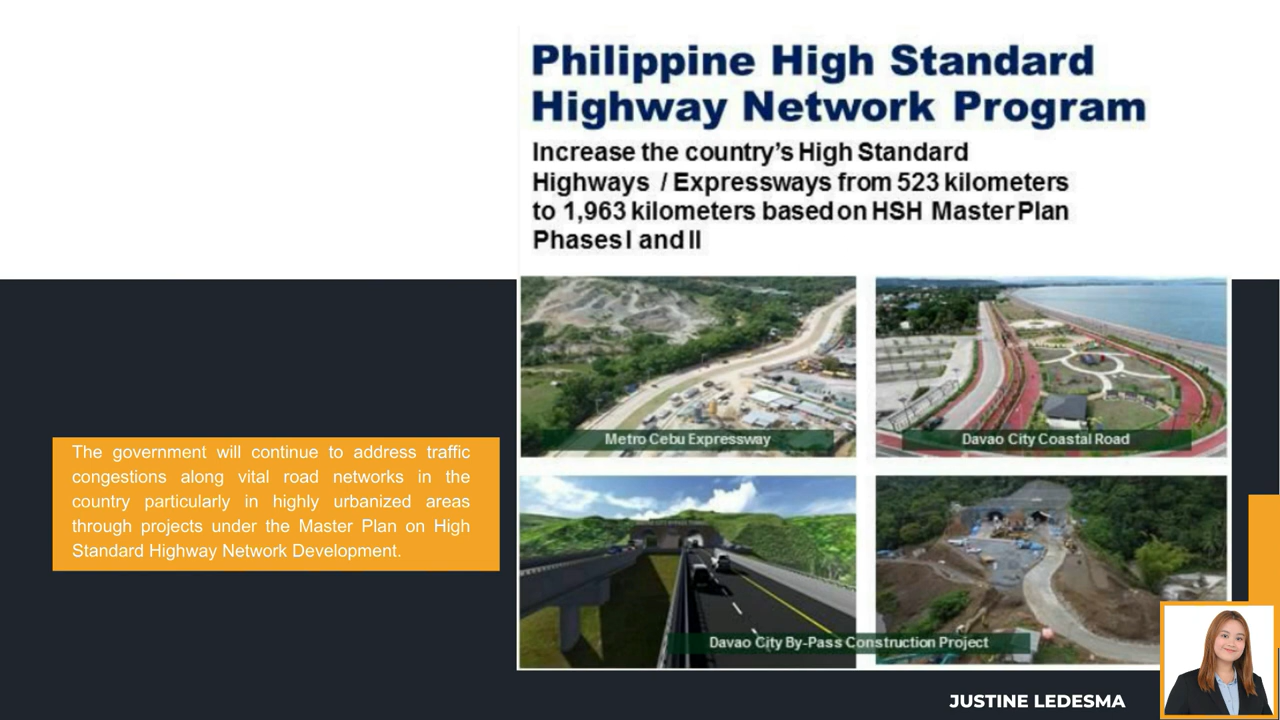 Philippine High Standard
Highway Network Program
Increase the country's High Standard
Highways / Expressways from 523 kilometers
to 1,963 kilometers based on HSH Master Plan
Phases I and II
Metro Cebu Expressway
Davao City Coastal Road
The government will continue to address traffic
congestions along vital road networks in the
country particularly in highly urbanized areas
through projects under the Master Plan on High
Standard Highway Network Development.
Davao City By-Pass Construction Project
JUSTINE LEDESMA